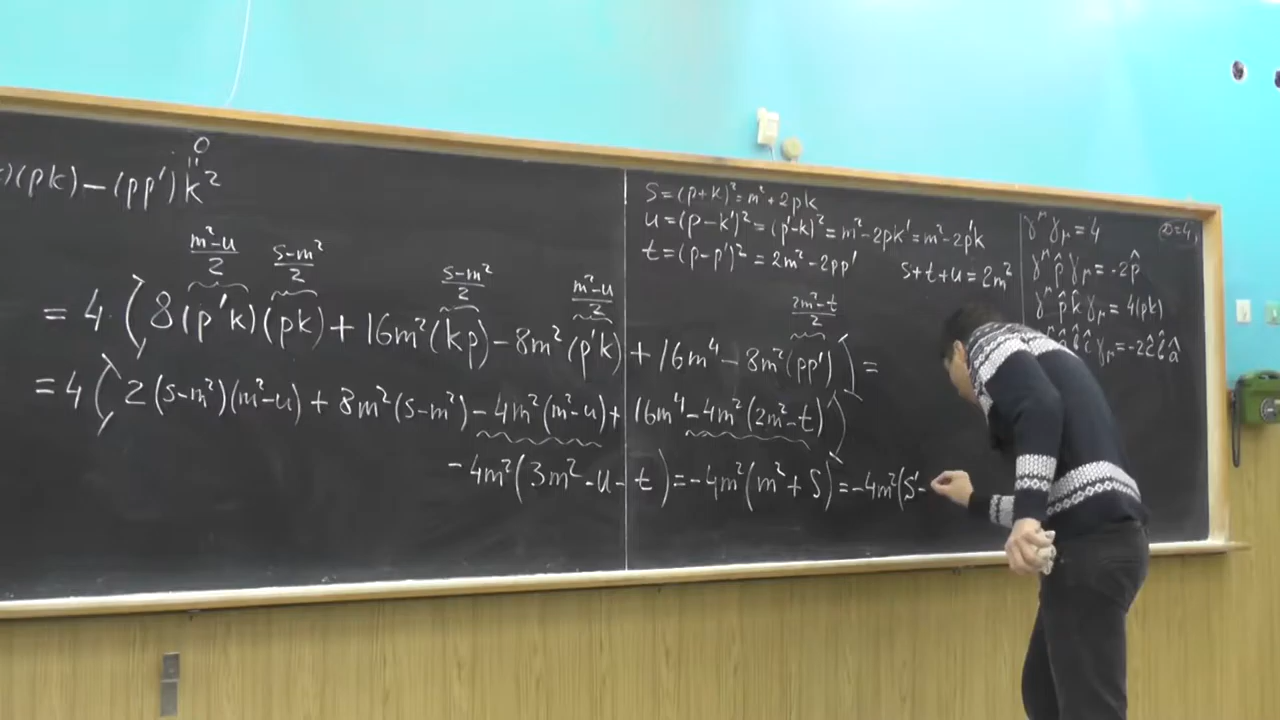 )(pk) − (pp')k²
0
=
m²−u / 2
s−m² / 2
s−m² / 2
m²−u / 2
2m²−t / 2
= 4 ( 8(p'k)(pk) + 16m²(kp) − 8m²(p'k) + 16m⁴ − 8m²(pp') ) =
= 4 ( 2(s−m²)(m²−u) + 8m²(s−m²) − 4m²(m²−u) + 16m⁴ − 4m²(2m²−t) )
−4m²(3m²−u−t) = −4m²(m²+s) = −4m²(s−
s = (p+k)² = m² + 2pk
u = (p−k')² = (p'−k)² = m²−2pk' = m²−2p'k
t = (p−p')² = 2m² − 2pp'
s+t+u = 2m²
γ^μ γ_μ = 4
(D=4)
γ^μ p̂ γ_μ = −2p̂
γ^μ p̂ k̂ γ_μ = 4(pk)
â b̂ ĉ γ_μ = −2ĉ b̂ â